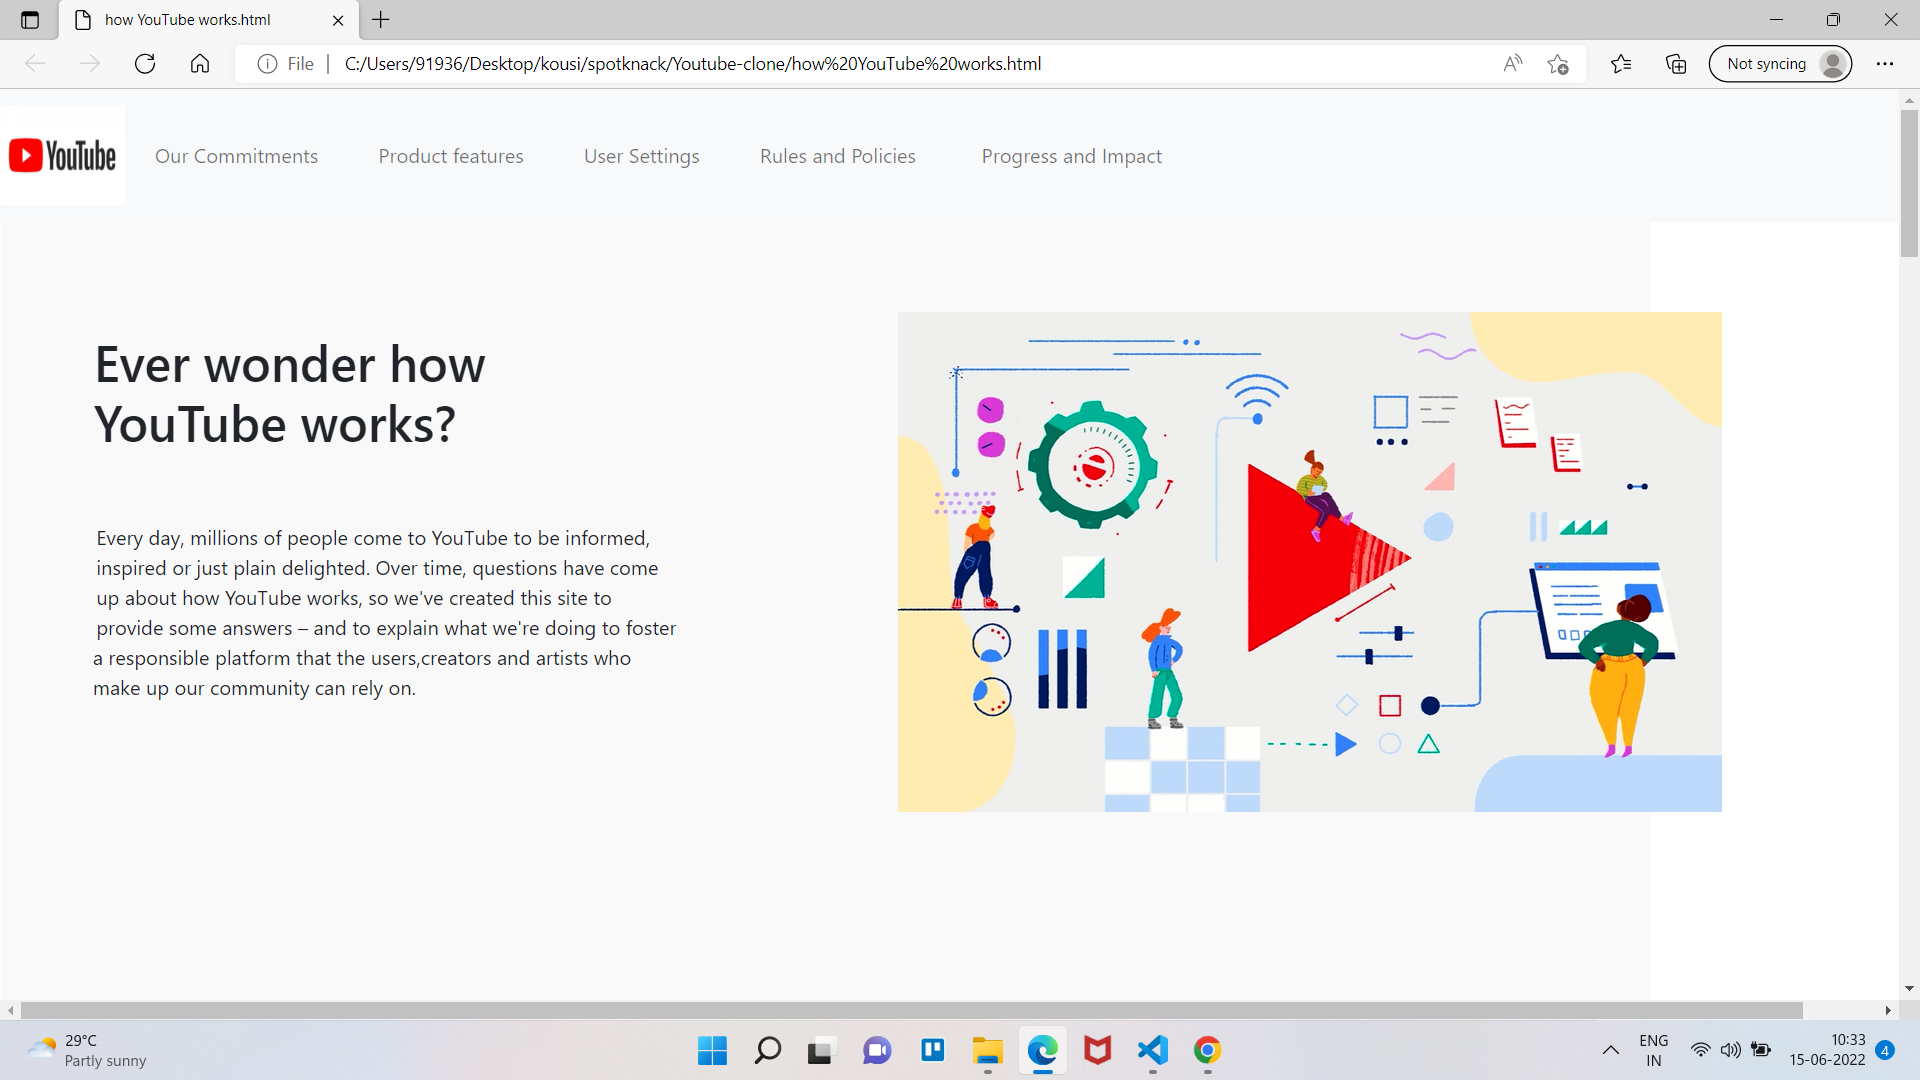 how YouTube works.html
File
C:/Users/91936/Desktop/kousi/spotknack/Youtube-clone/how%20YouTube%20works.html
Not syncing
YouTube
Our Commitments
Product features
User Settings
Rules and Policies
Progress and Impact
Ever wonder how
YouTube works?
Every day, millions of people come to YouTube to be informed,
inspired or just plain delighted. Over time, questions have come
up about how YouTube works, so we've created this site to
provide some answers – and to explain what we're doing to foster
a responsible platform that the users,creators and artists who
make up our community can rely on.
29°C
Partly sunny
ENG
IN
10:33
15-06-2022
4